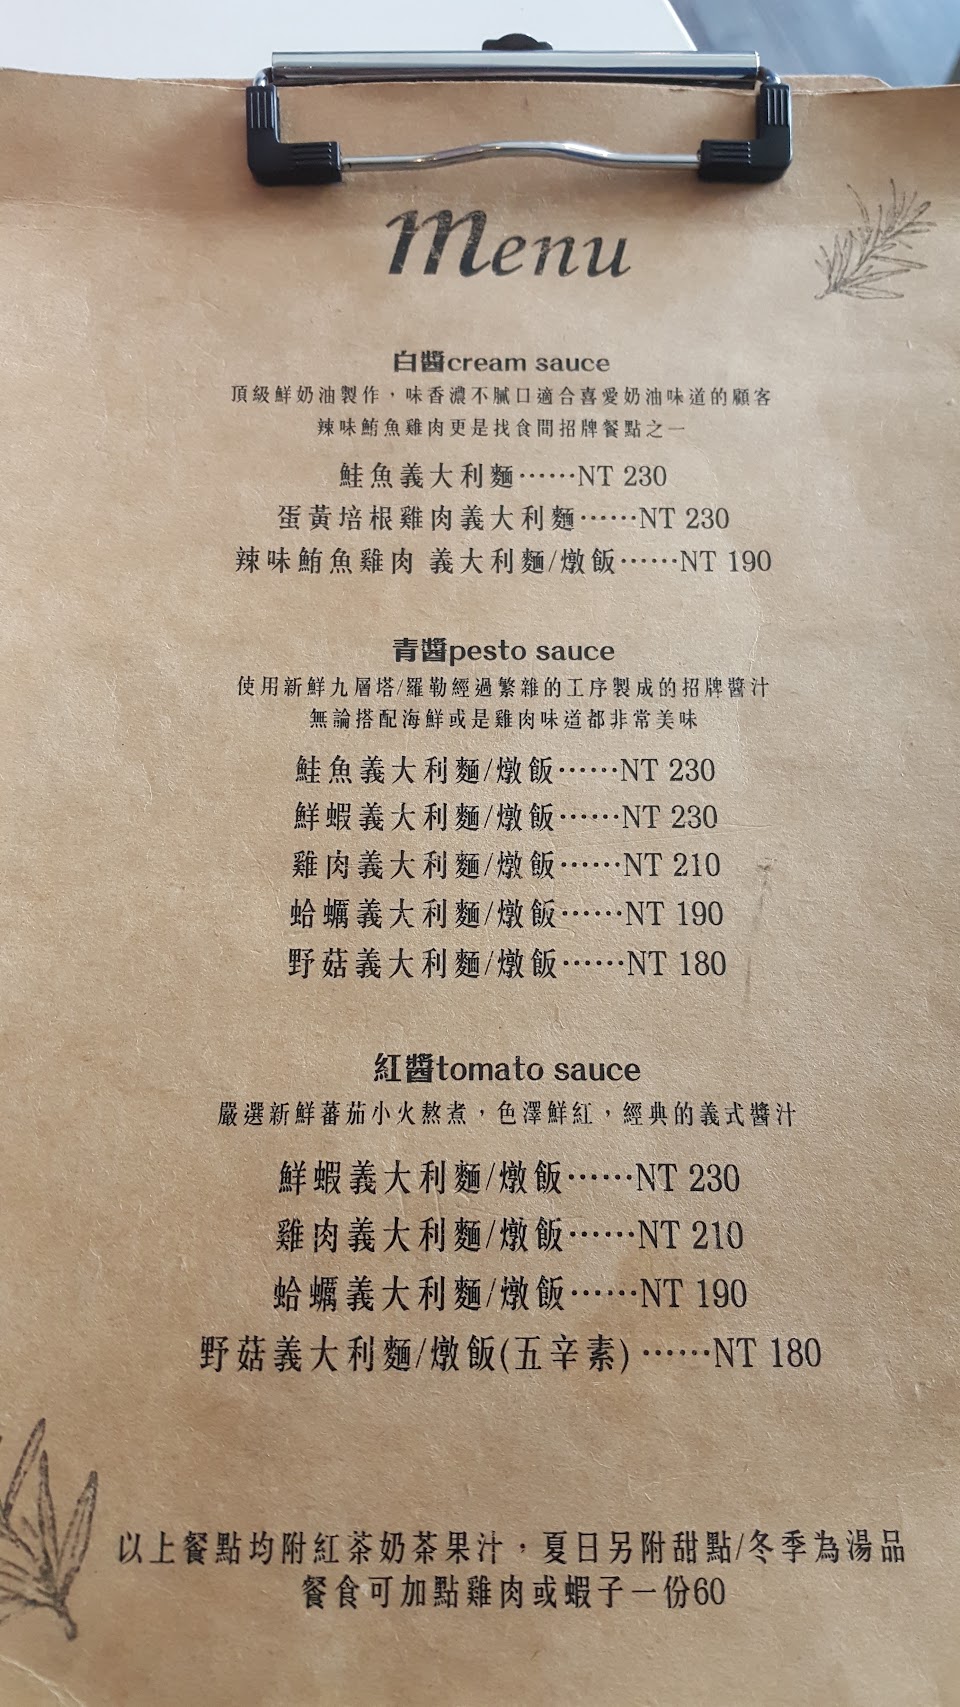 Menu
白醬cream sauce
頂級鮮奶油製作，味香濃不膩口適合喜愛奶油味道的顧客
辣味鮪魚雞肉更是找食間招牌餐點之一
鮭魚義大利麵⋯⋯NT 230
蛋黃培根雞肉義大利麵⋯⋯NT 230
辣味鮪魚雞肉 義大利麵/燉飯⋯⋯NT 190
青醬pesto sauce
使用新鮮九層塔/羅勒經過繁雜的工序製成的招牌醬汁
無論搭配海鮮或是雞肉味道都非常美味
鮭魚義大利麵/燉飯⋯⋯NT 230
鮮蝦義大利麵/燉飯⋯⋯NT 230
雞肉義大利麵/燉飯⋯⋯NT 210
蛤蠣義大利麵/燉飯⋯⋯NT 190
野菇義大利麵/燉飯⋯⋯NT 180
紅醬tomato sauce
嚴選新鮮蕃茄小火熬煮，色澤鮮紅，經典的義式醬汁
鮮蝦義大利麵/燉飯⋯⋯NT 230
雞肉義大利麵/燉飯⋯⋯NT 210
蛤蠣義大利麵/燉飯⋯⋯NT 190
野菇義大利麵/燉飯(五辛素) ⋯⋯NT 180
以上餐點均附紅茶奶茶果汁，夏日另附甜點/冬季為湯品
餐食可加點雞肉或蝦子一份60